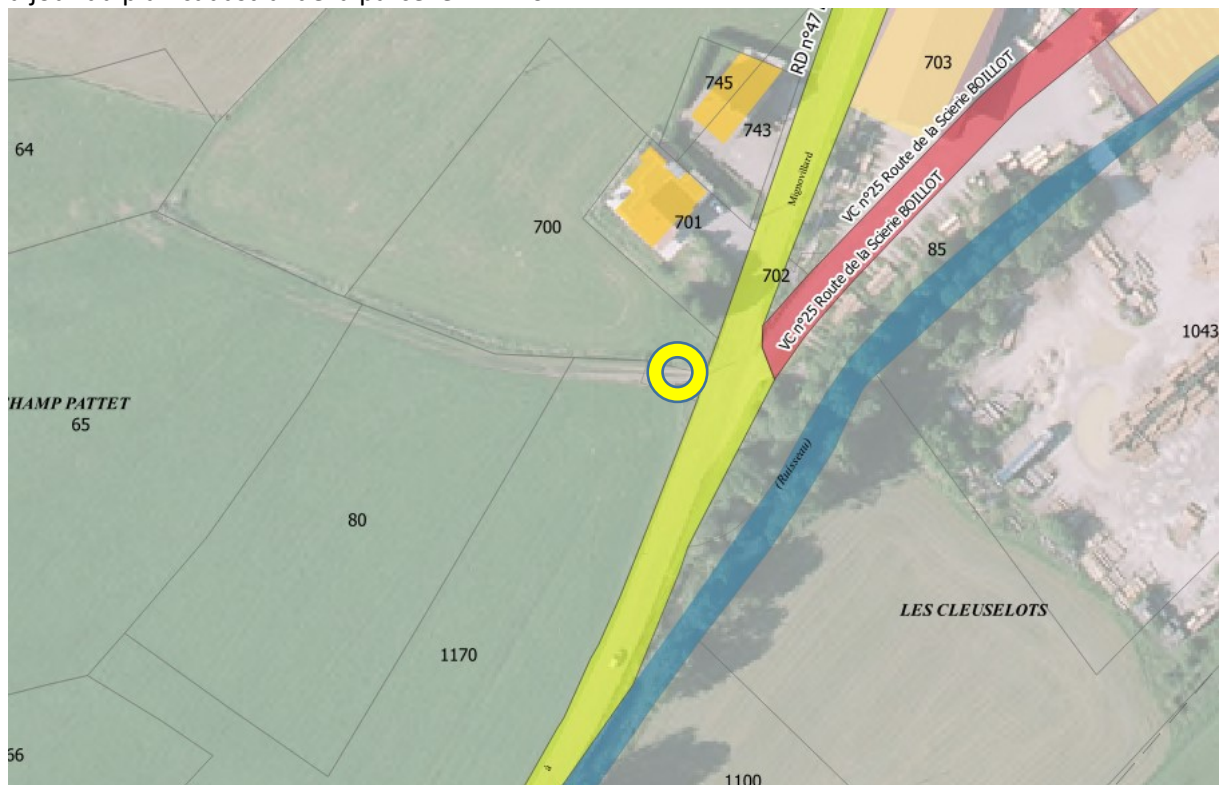 RD n°47
703
745
743
VC n°25 Route de la Scierie BOILLOT
64
Mignovillard
VC n°25 Route de la Scierie BOILLOT
700
701
85
702
1043
HAMP PATTET
65
(Ruisseau)
80
LES CLEUSELOTS
1170
66
à
1100